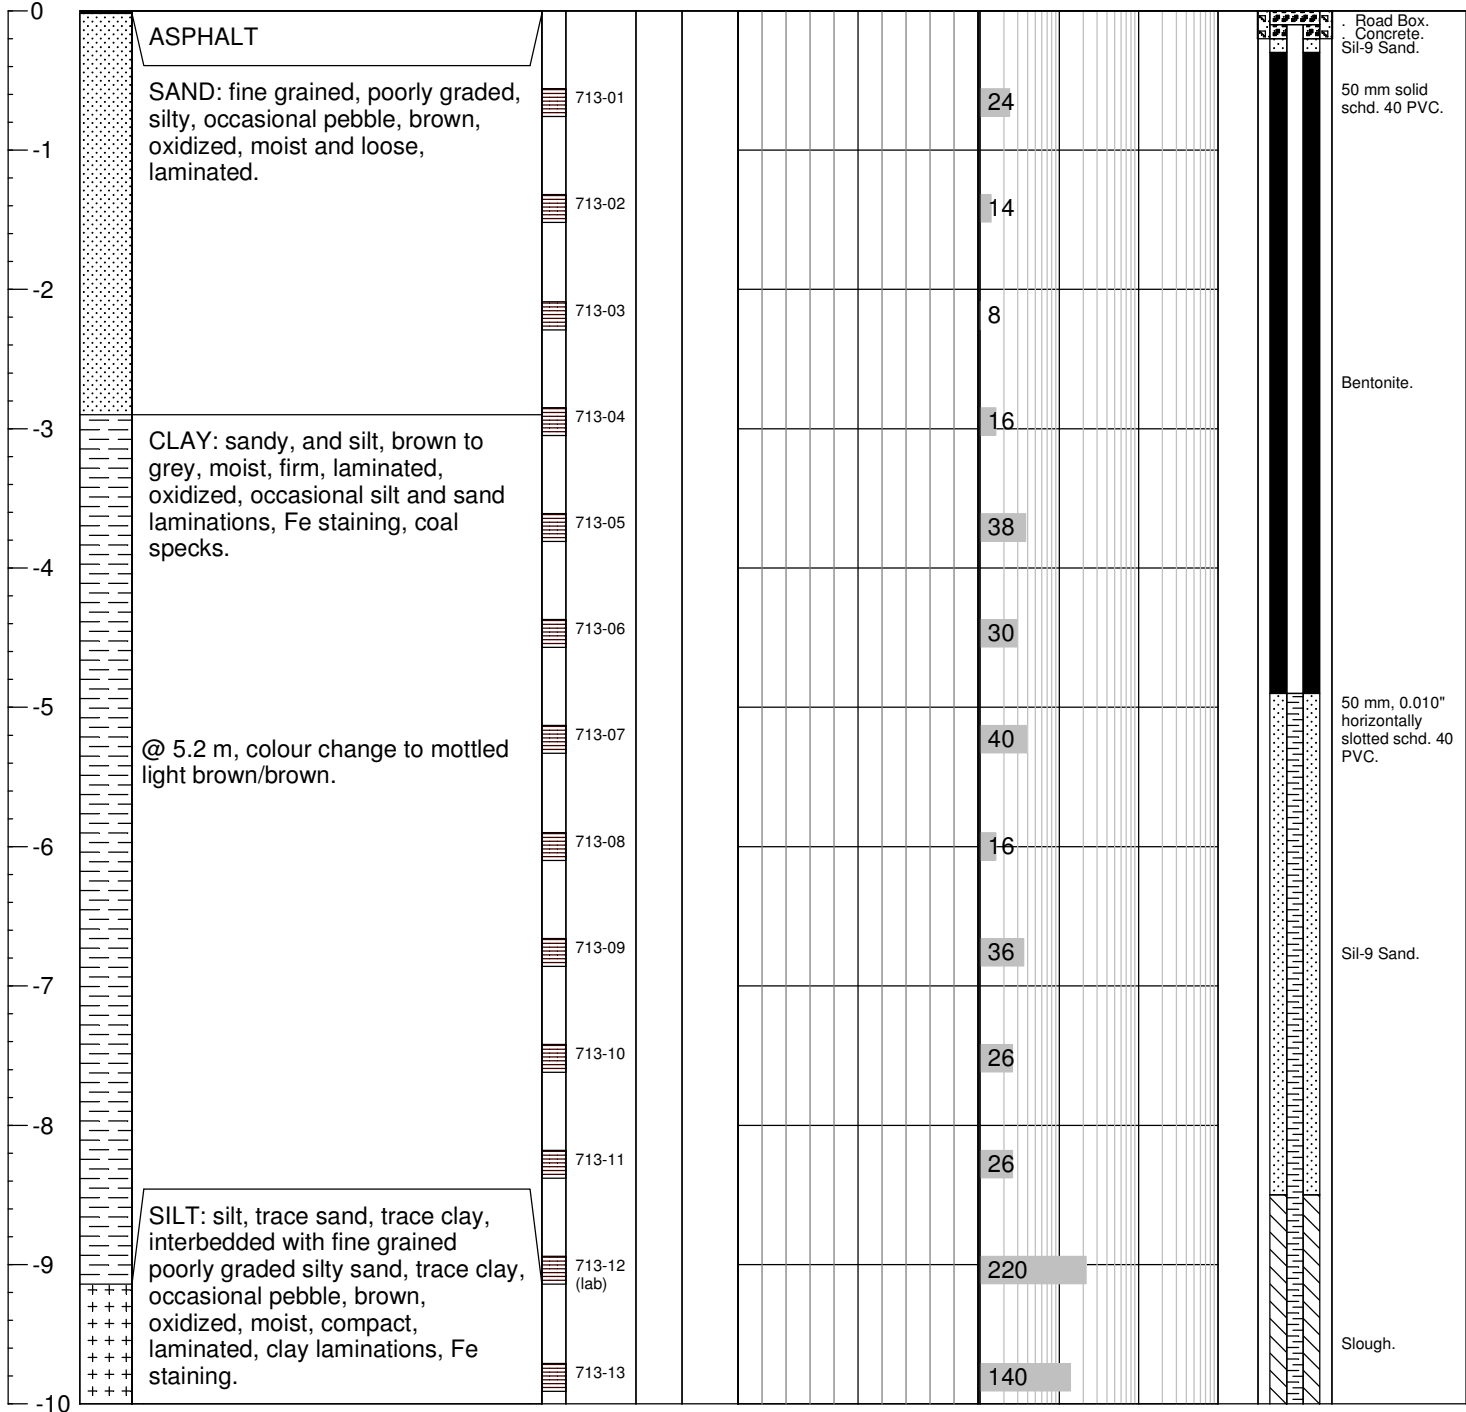 0
ASPHALT
. Road Box.
. Concrete.
Sil-9 Sand.
SAND: fine grained, poorly graded,
silty, occasional pebble, brown,
oxidized, moist and loose,
laminated.
713-01
24
50 mm solid
schd. 40 PVC.
-1
713-02
14
-2
713-03
8
Bentonite.
713-04
16
-3
CLAY: sandy, and silt, brown to
grey, moist, firm, laminated,
oxidized, occasional silt and sand
laminations, Fe staining, coal
specks.
713-05
38
-4
713-06
30
-5
50 mm, 0.010"
horizontally
slotted schd. 40
PVC.
713-07
40
@ 5.2 m, colour change to mottled
light brown/brown.
-6
713-08
16
713-09
36
Sil-9 Sand.
-7
713-10
26
-8
713-11
26
SILT: silt, trace sand, trace clay,
interbedded with fine grained
poorly graded silty sand, trace clay,
occasional pebble, brown,
oxidized, moist, compact,
laminated, clay laminations, Fe
staining.
-9
713-12
(lab)
220
Slough.
713-13
140
-10